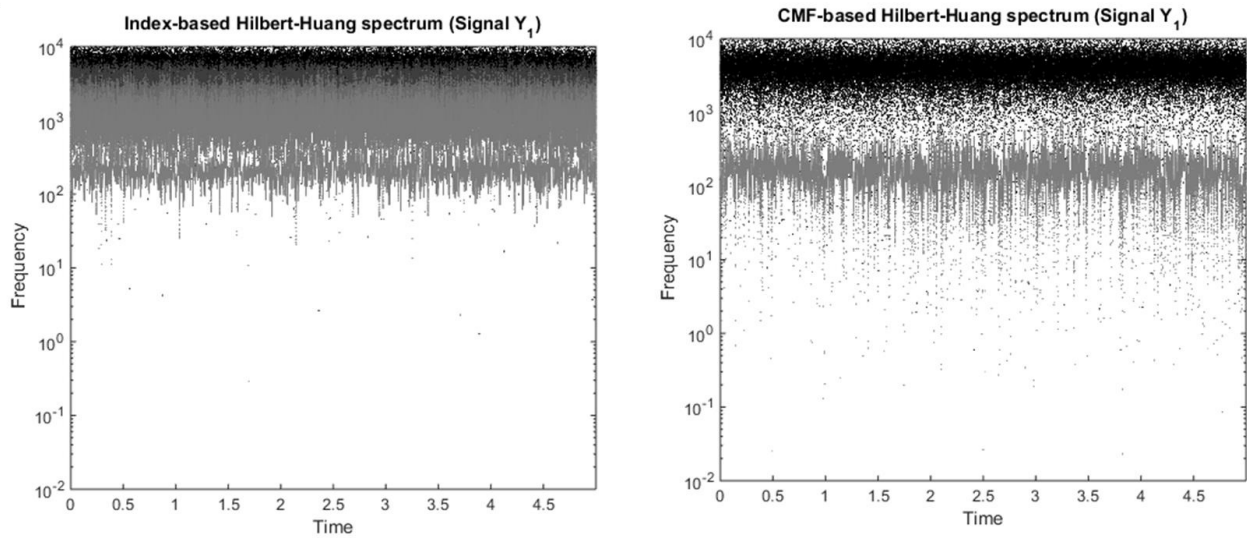 Index-based Hilbert-Huang spectrum (Signal Y1)
Frequency
10^4
10^3
10^2
10^1
10^0
10^-1
10^-2
0 0.5 1 1.5 2 2.5 3 3.5 4 4.5
Time
CMF-based Hilbert-Huang spectrum (Signal Y1)
Frequency
10^4
10^3
10^2
10^1
10^0
10^-1
10^-2
0 0.5 1 1.5 2 2.5 3 3.5 4 4.5
Time